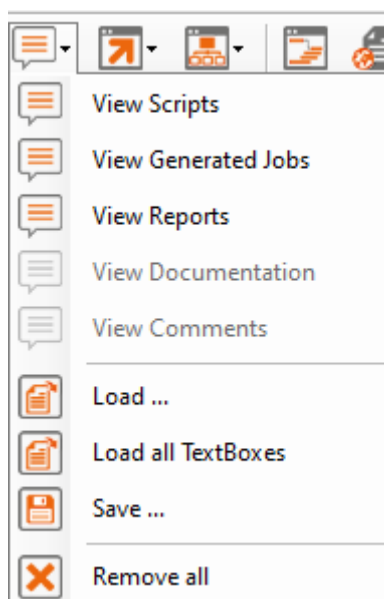 View Scripts
View Generated Jobs
View Reports
View Documentation
View Comments
Load ...
Load all TextBoxes
Save ...
Remove all